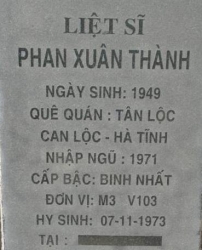 LIỆT SĨ
PHAN XUÂN THÀNH
NGÀY SINH: 1949
QUÊ QUÁN : TÂN LỘC
CAN LỘC - HÀ TĨNH
NHẬP NGŨ : 1971
CẤP BẬC: BINH NHẤT
ĐƠN VỊ: M3 V103
HY SINH: 07-11-1973
TẠI :